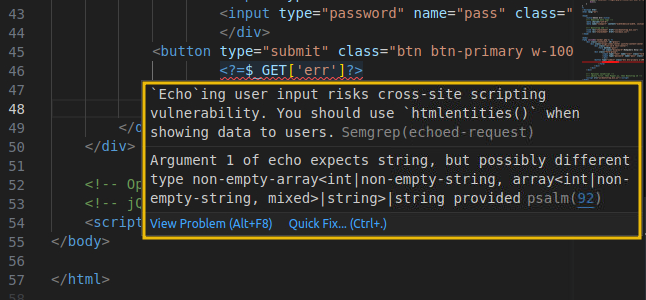 43 <input type="password" name="pass" class="
44 </div>
45 <button type="submit" class="btn btn-primary w-100
46 <?=$_GET['err']?>
47
48
49 </d
50 </div>
51
52 <!-- Op
53 <!-- jQ
54 <script
55 </body>
56
57 </html>
58
`Echo`ing user input risks cross-site scripting
vulnerability. You should use `htmlentities()` when
showing data to users. Semgrep(echoed-request)
Argument 1 of echo expects string, but possibly different
type non-empty-array<int|non-empty-string, array<int|non-
empty-string, mixed>|string>|string provided psalm(92)
View Problem (Alt+F8) Quick Fix... (Ctrl+.)